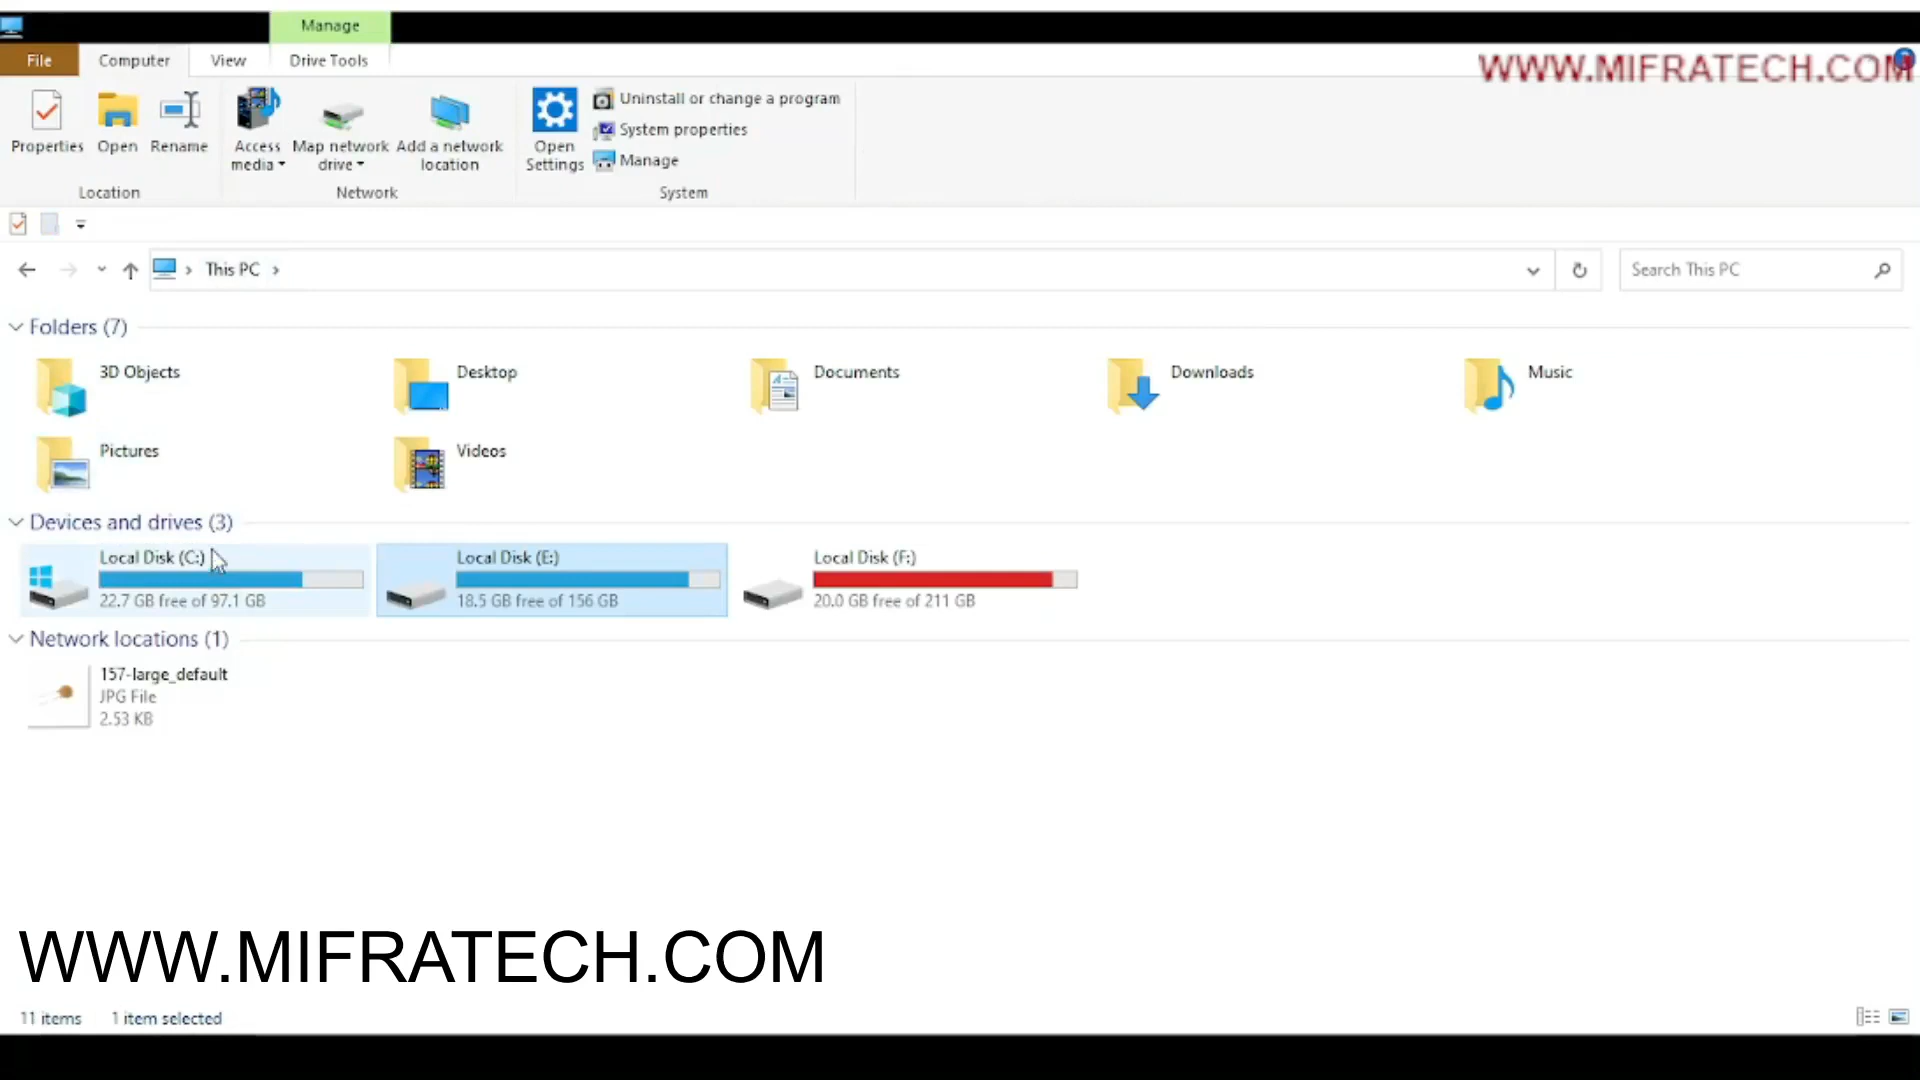 Manage
File
Computer
View
Drive Tools
WWW.MIFRATECH.COM
Properties
Open
Rename
Access media
Map network drive
Add a network location
Open Settings
Uninstall or change a program
System properties
Manage
Location
Network
System
This PC
Search This PC
Folders (7)
3D Objects
Desktop
Documents
Downloads
Music
Pictures
Videos
Devices and drives (3)
Local Disk (C:)
22.7 GB free of 97.1 GB
Local Disk (E:)
18.5 GB free of 156 GB
Local Disk (F:)
20.0 GB free of 211 GB
Network locations (1)
157-large_default
JPG File
2.53 KB
WWW.MIFRATECH.COM
11 items
1 item selected